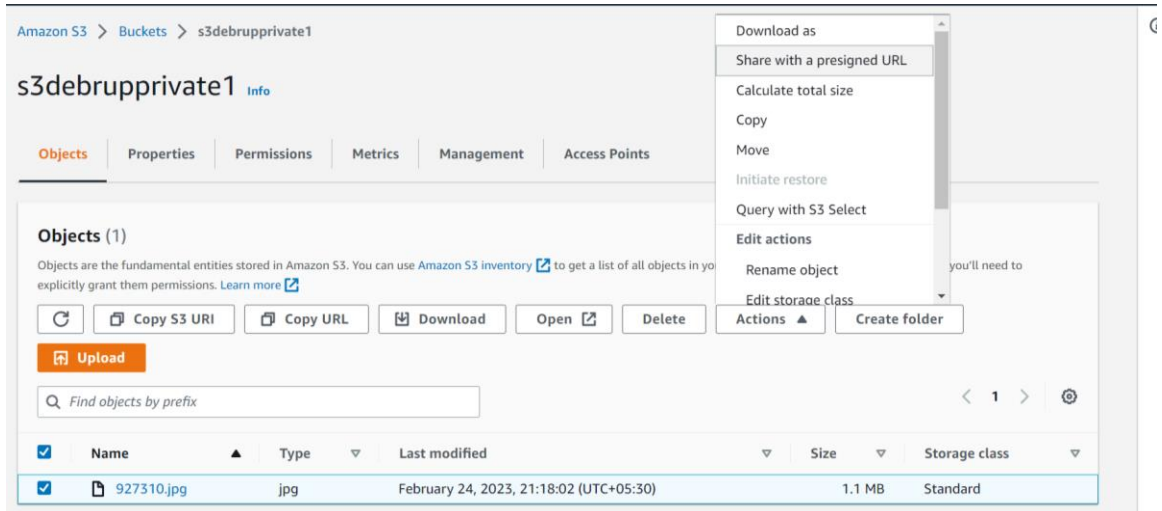 Amazon S3 > Buckets > s3debrupprivate1
s3debrupprivate1 Info
Objects Properties Permissions Metrics Management Access Points
Download as
Share with a presigned URL
Calculate total size
Copy
Move
Initiate restore
Query with S3 Select
Edit actions
Rename object
Edit storage class
Objects (1)
Objects are the fundamental entities stored in Amazon S3. You can use Amazon S3 inventory to get a list of all objects in yo you'll need to
explicitly grant them permissions. Learn more
Copy S3 URI Copy URL Download Open Delete Actions Create folder
Upload
Find objects by prefix < 1 >
Name Type Last modified Size Storage class
927310.jpg jpg February 24, 2023, 21:18:02 (UTC+05:30) 1.1 MB Standard